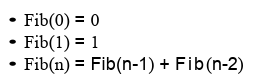 • Fib(0) = 0
• Fib(1) = 1
• Fib(n) = Fib(n-1) + Fib(n-2)